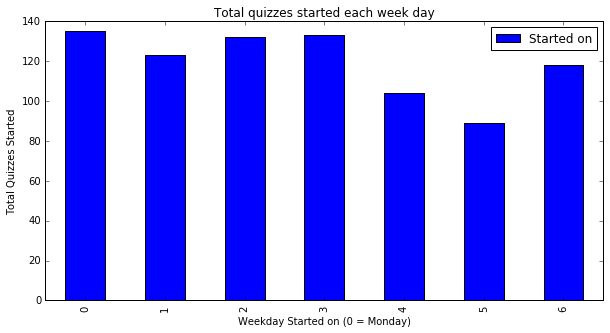 Total quizzes started each week day
Started on
Total Quizzes Started
140
120
100
80
60
40
20
0
0 1 2 3 4 5 6
Weekday Started on (0 = Monday)